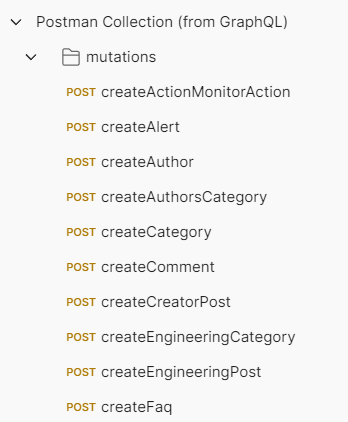 Postman Collection (from GraphQL)
mutations
POST createActionMonitorAction
POST createAlert
POST createAuthor
POST createAuthorsCategory
POST createCategory
POST createComment
POST createCreatorPost
POST createEngineeringCategory
POST createEngineeringPost
POST createFaq